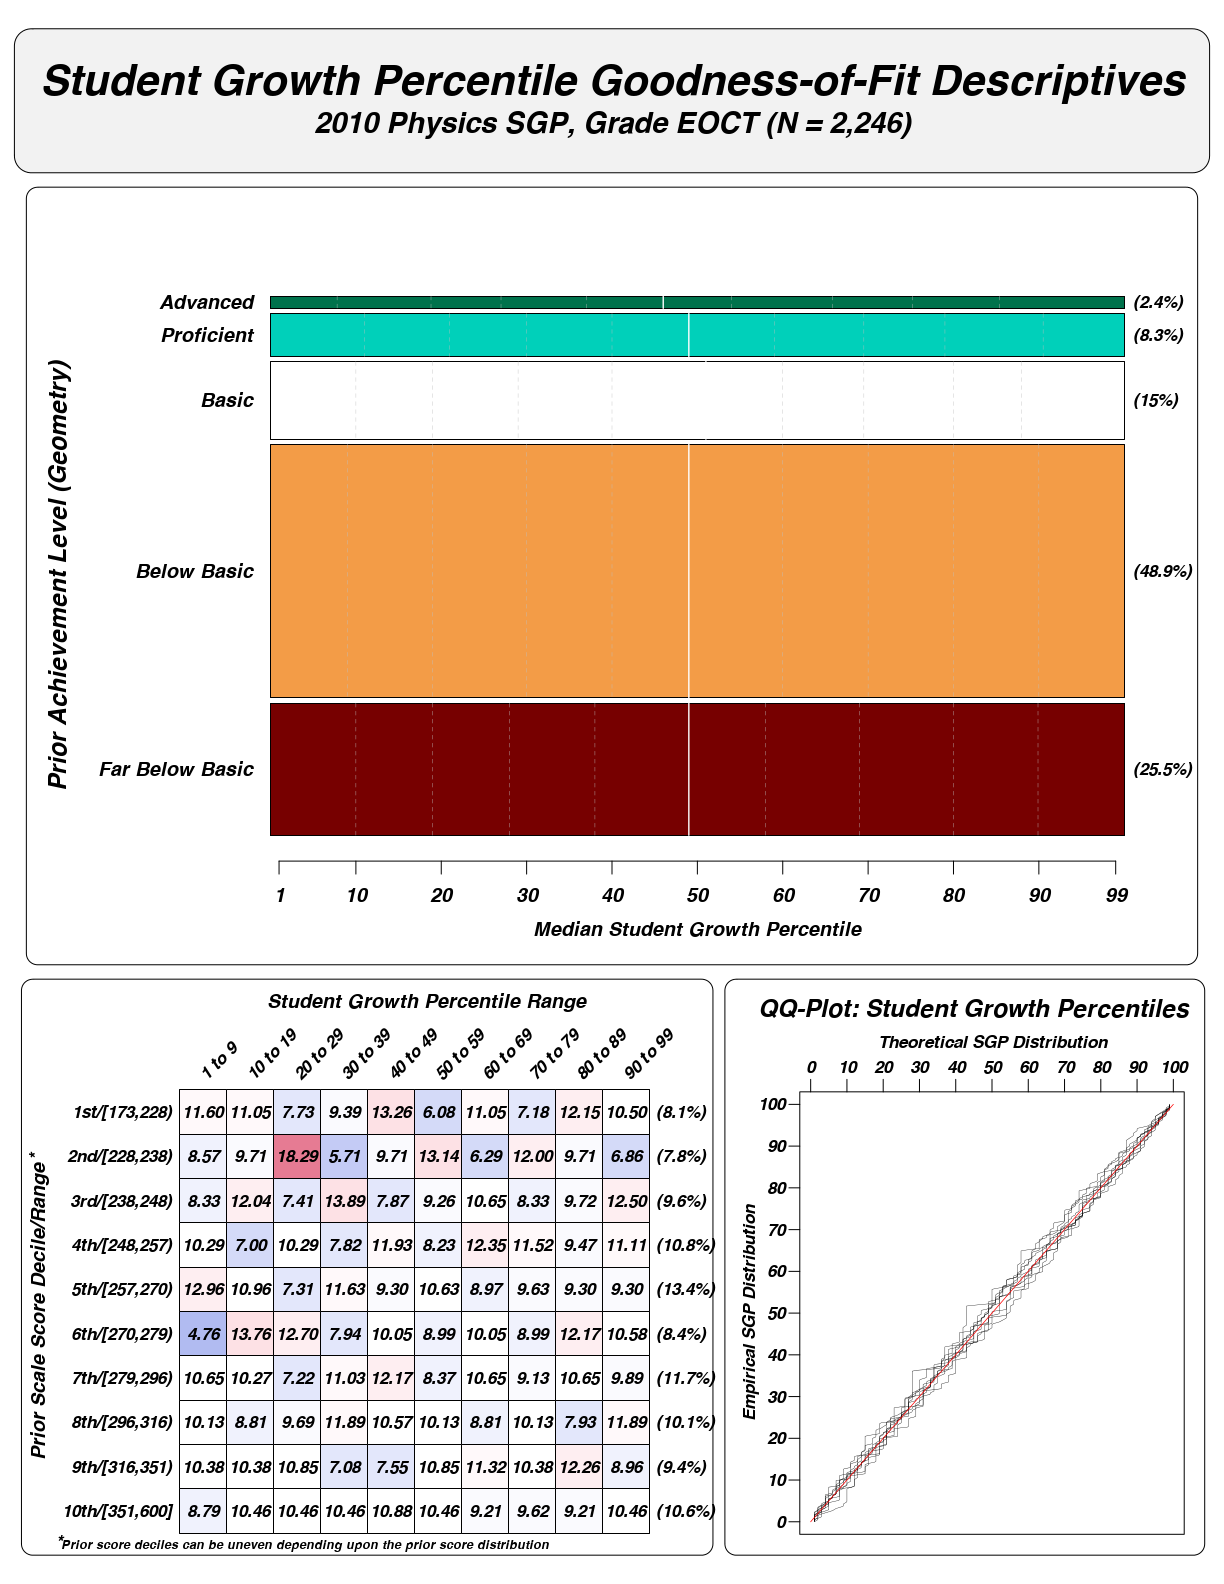 Student Growth Percentile Goodness-of-Fit Descriptives
2010 Physics SGP, Grade EOCT (N = 2,246)
Prior Achievement Level (Geometry)
Advanced (2.4%)
Proficient (8.3%)
Basic (15%)
Below Basic (48.9%)
Far Below Basic (25.5%)
1 10 20 30 40 50 60 70 80 90 99
Median Student Growth Percentile
Student Growth Percentile Range
1 to 9 10 to 19 20 to 29 30 to 39 40 to 49 50 to 59 60 to 69 70 to 79 80 to 89 90 to 99
Prior Scale Score Decile/Range*
1st/[173,228) 11.60 11.05 7.73 9.39 13.26 6.08 11.05 7.18 12.15 10.50 (8.1%)
2nd/[228,238) 8.57 9.71 18.29 5.71 9.71 13.14 6.29 12.00 9.71 6.86 (7.8%)
3rd/[238,248) 8.33 12.04 7.41 13.89 7.87 9.26 10.65 8.33 9.72 12.50 (9.6%)
4th/[248,257) 10.29 7.00 10.29 7.82 11.93 8.23 12.35 11.52 9.47 11.11 (10.8%)
5th/[257,270) 12.96 10.96 7.31 11.63 9.30 10.63 8.97 9.63 9.30 9.30 (13.4%)
6th/[270,279) 4.76 13.76 12.70 7.94 10.05 8.99 10.05 8.99 12.17 10.58 (8.4%)
7th/[279,296) 10.65 10.27 7.22 11.03 12.17 8.37 10.65 9.13 10.65 9.89 (11.7%)
8th/[296,316) 10.13 8.81 9.69 11.89 10.57 10.13 8.81 10.13 7.93 11.89 (10.1%)
9th/[316,351) 10.38 10.38 10.85 7.08 7.55 10.85 11.32 10.38 12.26 8.96 (9.4%)
10th/[351,600] 8.79 10.46 10.46 10.46 10.88 10.46 9.21 9.62 9.21 10.46 (10.6%)
*Prior score deciles can be uneven depending upon the prior score distribution
QQ-Plot: Student Growth Percentiles
Theoretical SGP Distribution
0 10 20 30 40 50 60 70 80 90 100
Empirical SGP Distribution
100
90
80
70
60
50
40
30
20
10
0